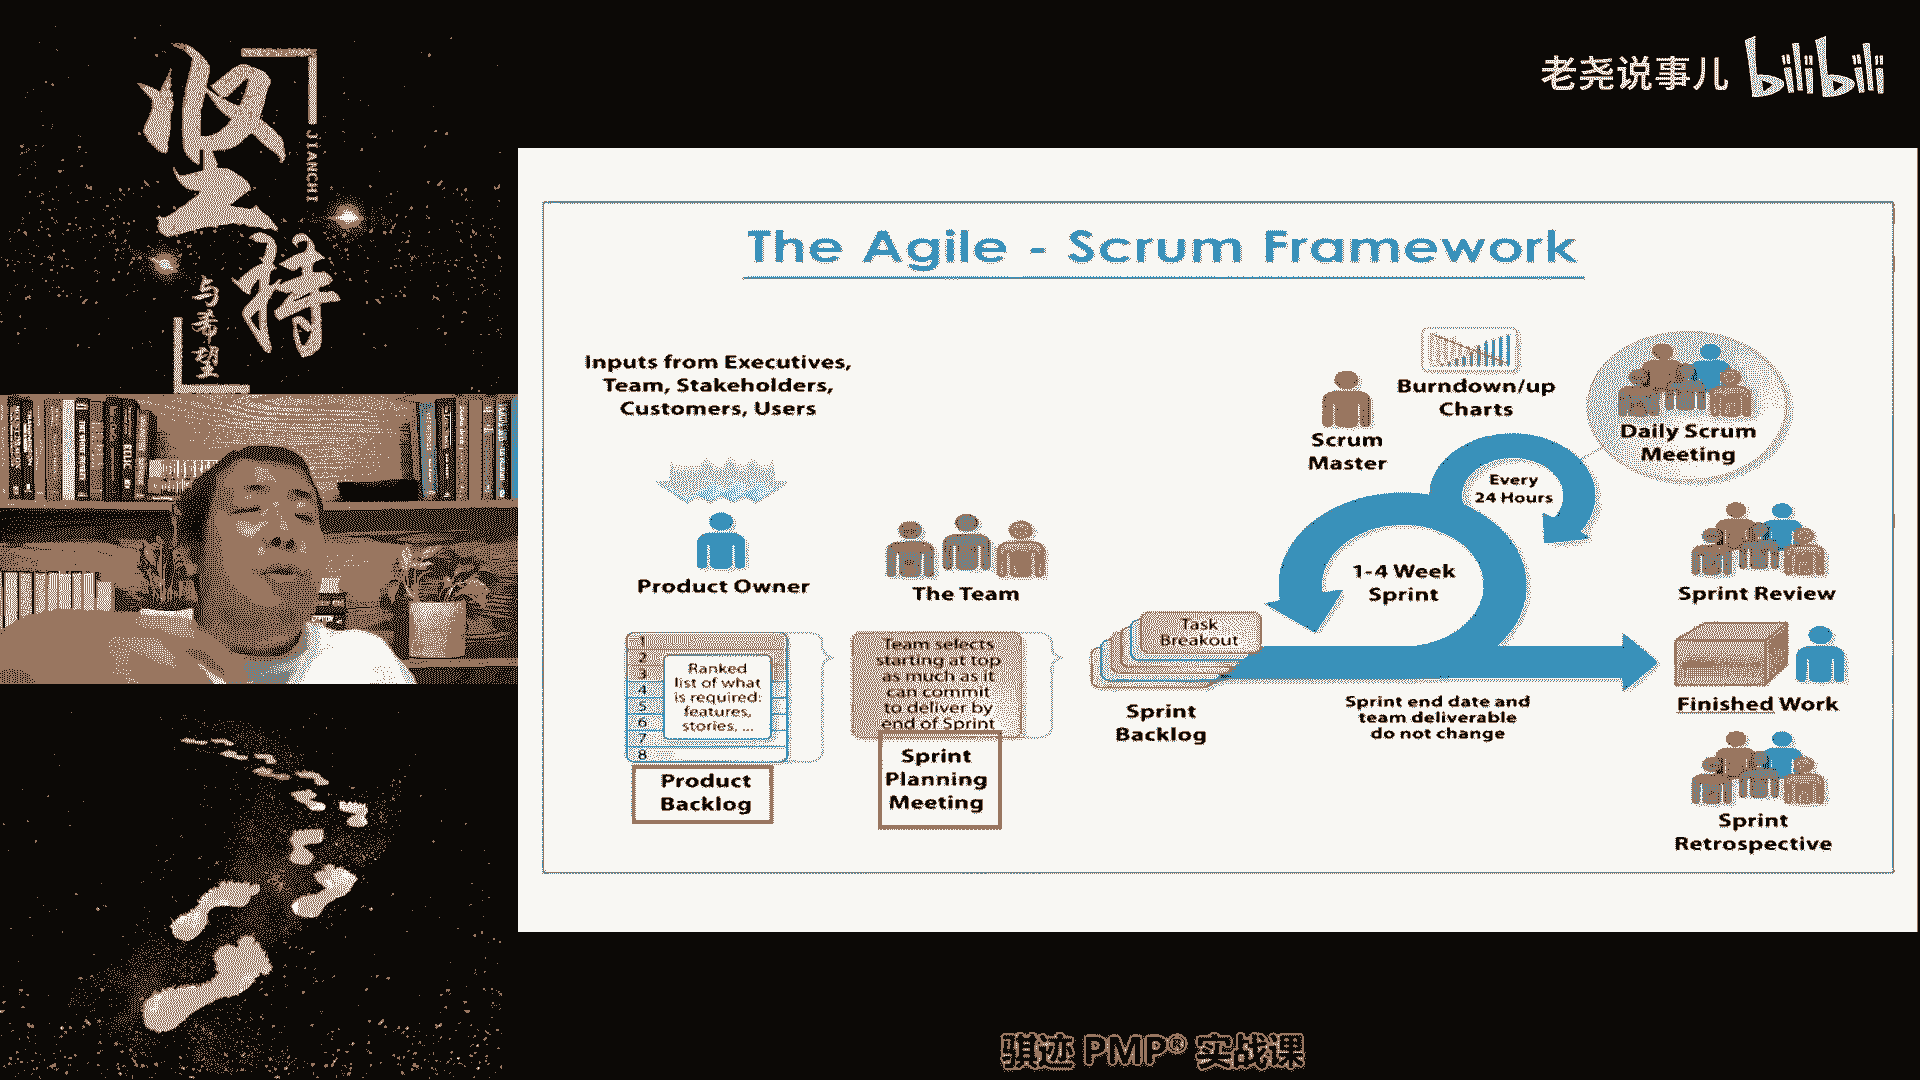 坚
持
JIANCHI
与希望
老尧说事儿 bilibili
The Agile - Scrum Framework
Inputs from Executives,
Team, Stakeholders,
Customers, Users
Product Owner
The Team
1
2
3
4
5
6
7
8
Ranked
list of what
is required:
features,
stories, ...
Product
Backlog
Team selects
starting at top
as much as it
can commit
to deliver by
end of Sprint
Sprint
Planning
Meeting
Task
Breakout
Sprint
Backlog
Scrum
Master
Burndown/up
Charts
Every
24 Hours
Daily Scrum
Meeting
1-4 Week
Sprint
Sprint end date and
team deliverable
do not change
Sprint Review
Finished Work
Sprint
Retrospective
骐迹 PMP® 实战课